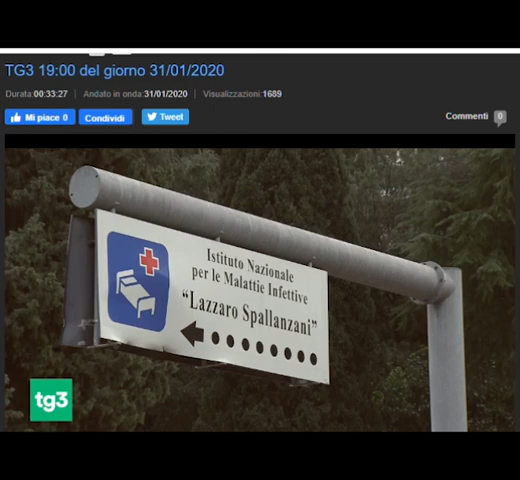 TG3 19:00 del giorno 31/01/2020
Durata:00:33:27 | Andato in onda:31/01/2020 | Visualizzazioni:1689
Mi piace 0 Condividi Tweet Commenti 0
Istituto Nazionale
per le Malattie Infettive
“Lazzaro Spallanzani”
tg3